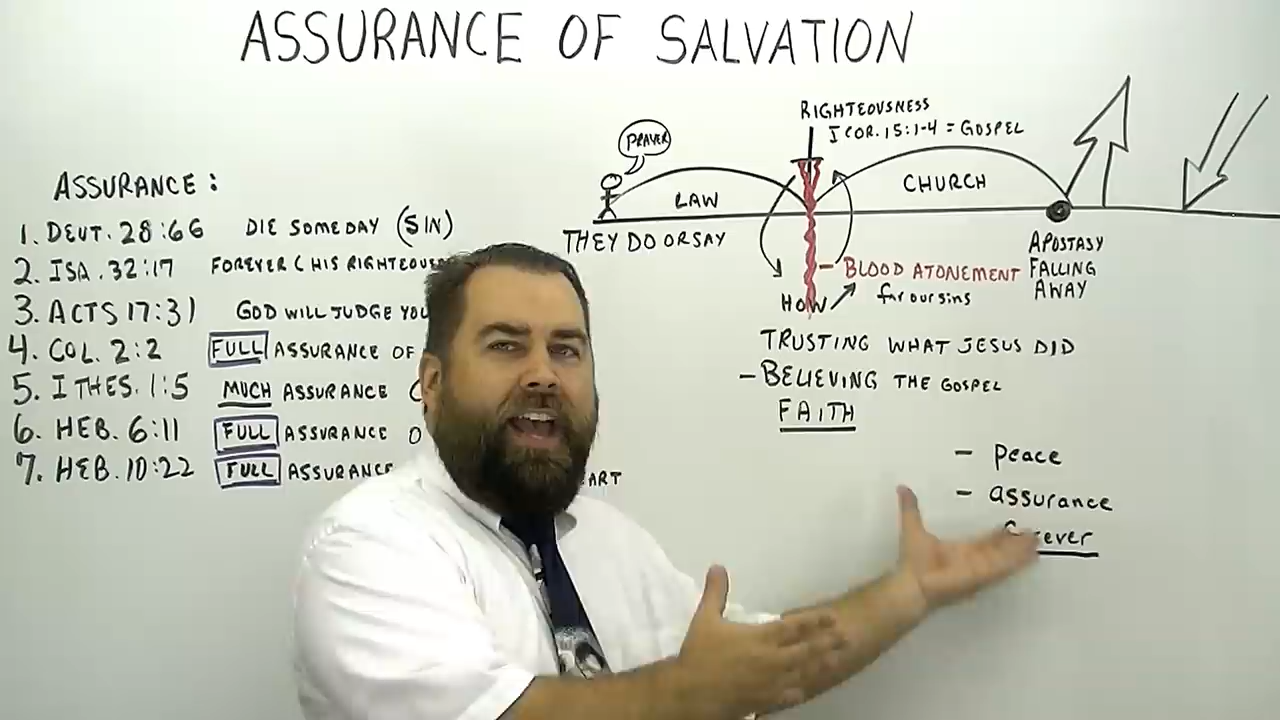 ASSURANCE OF SALVATION
ASSURANCE:
1. DEUT. 28:66 DIE SOMEDAY (SIN)
2. ISA. 32:17 FOREVER (HIS
3. ACTS 17:31 GOD WILL JUDGE YOU
4. COL. 2:2 FULL ASSURANCE OF
5. I THES. 1:5 MUCH ASSURANCE (
6. HEB. 6:11 FULL ASSURANCE O
7. HEB. 10:22 FULL ASSURANCE ART
PRAYER
LAW
THEY DO OR SAY
RIGHTEOUSNESS
I COR. 15:1-4 = GOSPEL
CHURCH
- BLOOD ATONEMENT
for our sins
HOW
APOSTASY
FALLING
AWAY
TRUSTING WHAT JESUS DID
- BELIEVING THE GOSPEL
FAITH
- peace
- assurance